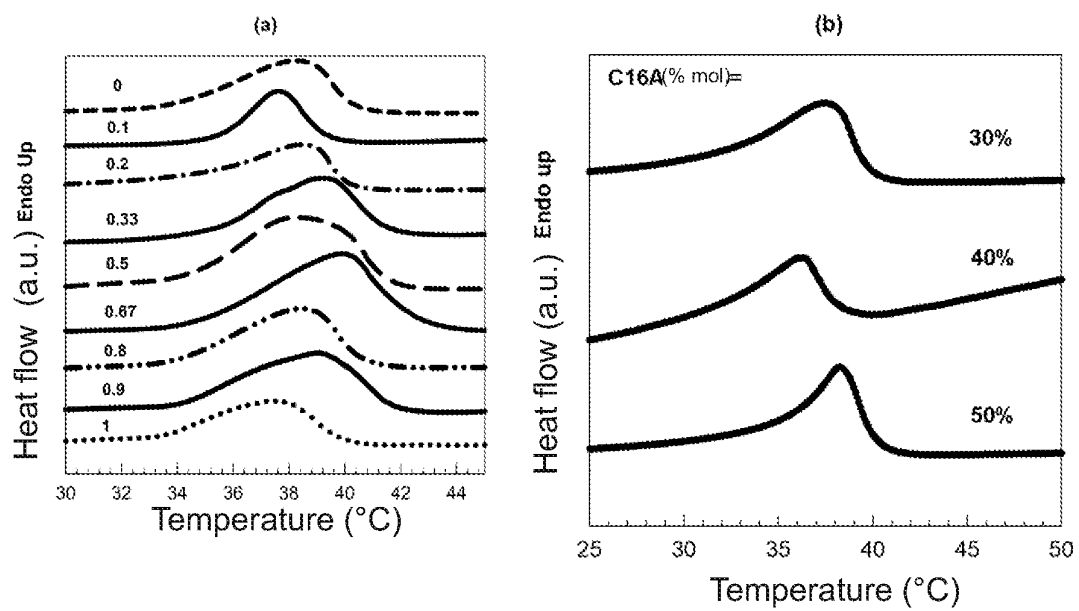 (a)
0
0.1
0.2
0.33
0.5
0.67
0.8
0.9
1
Heat flow (a.u.) Endo Up
30 32 34 36 38 40 42 44
Temperature (°C)
(b)
C16A(% mol)=
30%
40%
50%
Heat flow (a.u.) Endo up
25 30 35 40 45 50
Temperature (°C)